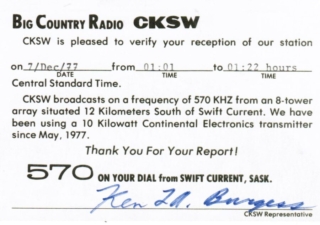 BIG COUNTRY RADIO CKSW
CKSW is pleased to verify your reception of our station
on 7/Dec/77 from 01:01 to 01:22 hours
DATE TIME TIME
Central Standard Time.
CKSW broadcasts on a frequency of 570 KHZ from an 8-tower
array situated 12 Kilometers South of Swift Current. We have
been using a 10 Kilowatt Continental Electronics transmitter
since May, 1977.
Thank You For Your Report!
570 ON YOUR DIAL from SWIFT CURRENT, SASK.
Ken Burgess
CKSW Representative